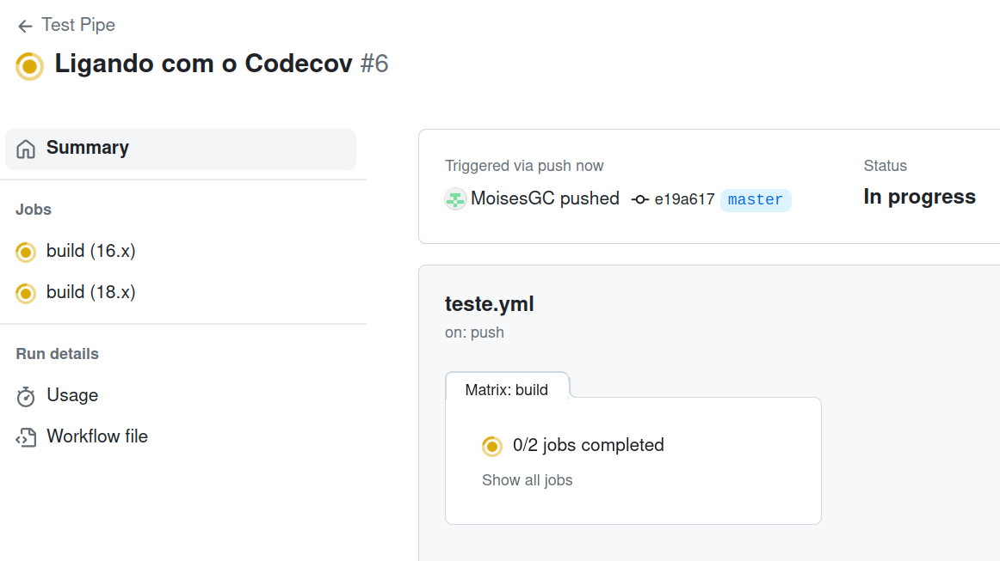 Test Pipe
Ligando com o Codecov #6
Summary
Jobs
build (16.x)
build (18.x)
Run details
Usage
Workflow file
Triggered via push now
MoisesGC pushed e19a617 master
Status
In progress
teste.yml
on: push
Matrix: build
0/2 jobs completed
Show all jobs